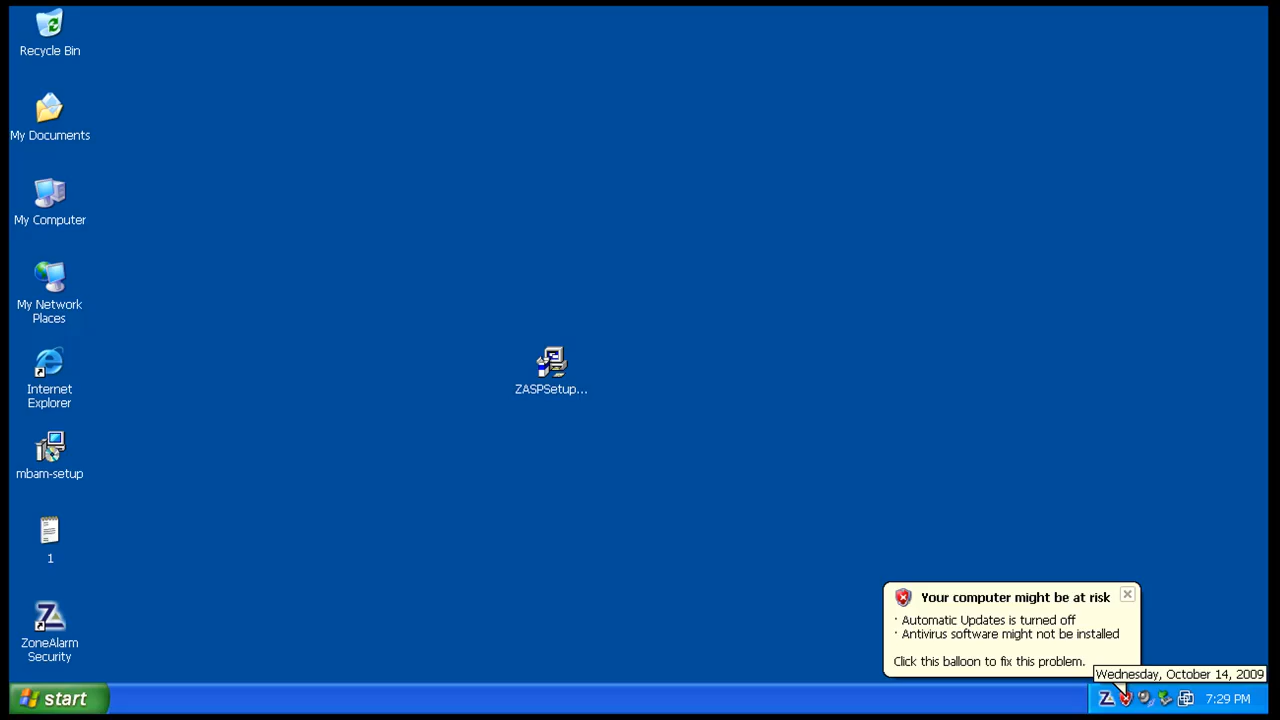 Recycle Bin
My Documents
My Computer
My Network
Places
Internet
Explorer
mbam-setup
1
ZoneAlarm
Security
ZASPSetup...
Your computer might be at risk
· Automatic Updates is turned off
· Antivirus software might not be installed
Click this balloon to fix this problem.
Wednesday, October 14, 2009
start
7:29 PM